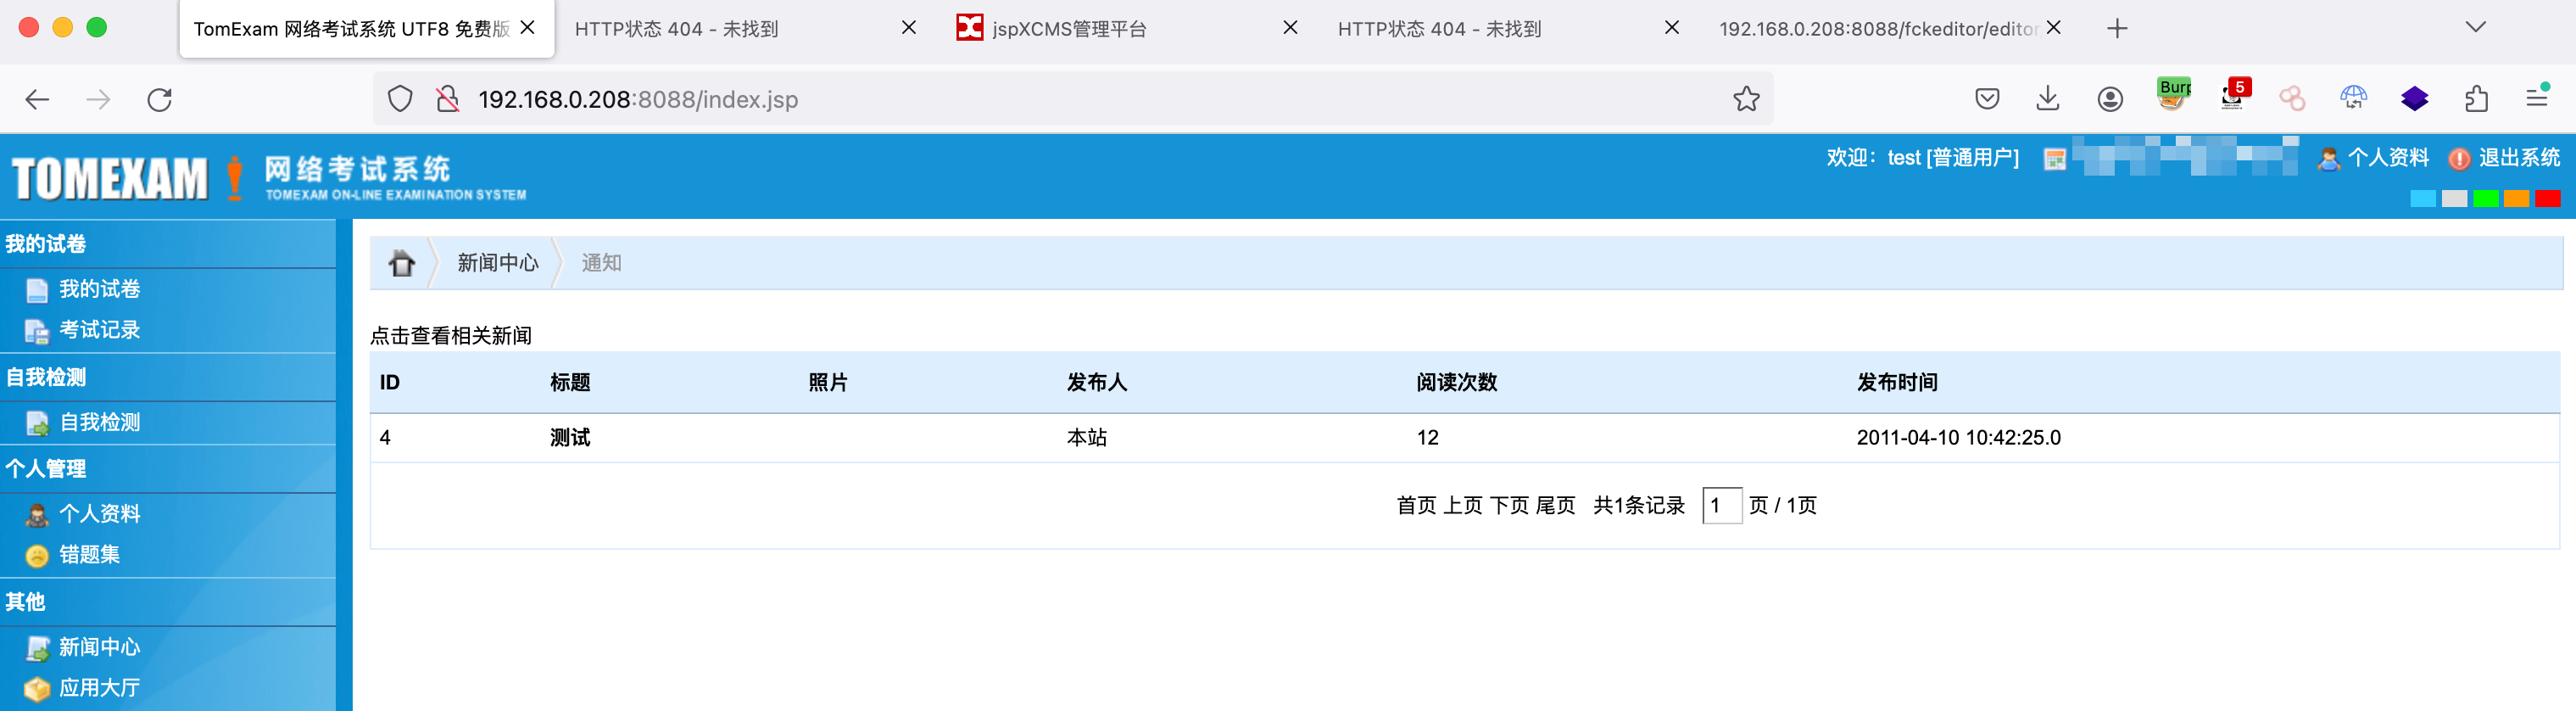 TomExam 网络考试系统 UTF8 免费版
HTTP状态 404 - 未找到
jspXCMS管理平台
HTTP状态 404 - 未找到
192.168.0.208:8088/fckeditor/editor
192.168.0.208:8088/index.jsp
Burp
5
TOMEXAM
网络考试系统
TOMEXAM ON-LINE EXAMINATION SYSTEM
欢迎：test [普通用户] 个人资料 退出系统
我的试卷
我的试卷
考试记录
自我检测
自我检测
个人管理
个人资料
错题集
其他
新闻中心
应用大厅
新闻中心 通知
点击查看相关新闻
ID 标题 照片 发布人 阅读次数 发布时间
4 测试 本站 12 2011-04-10 10:42:25.0
首页 上页 下页 尾页 共1条记录 1 页 / 1页